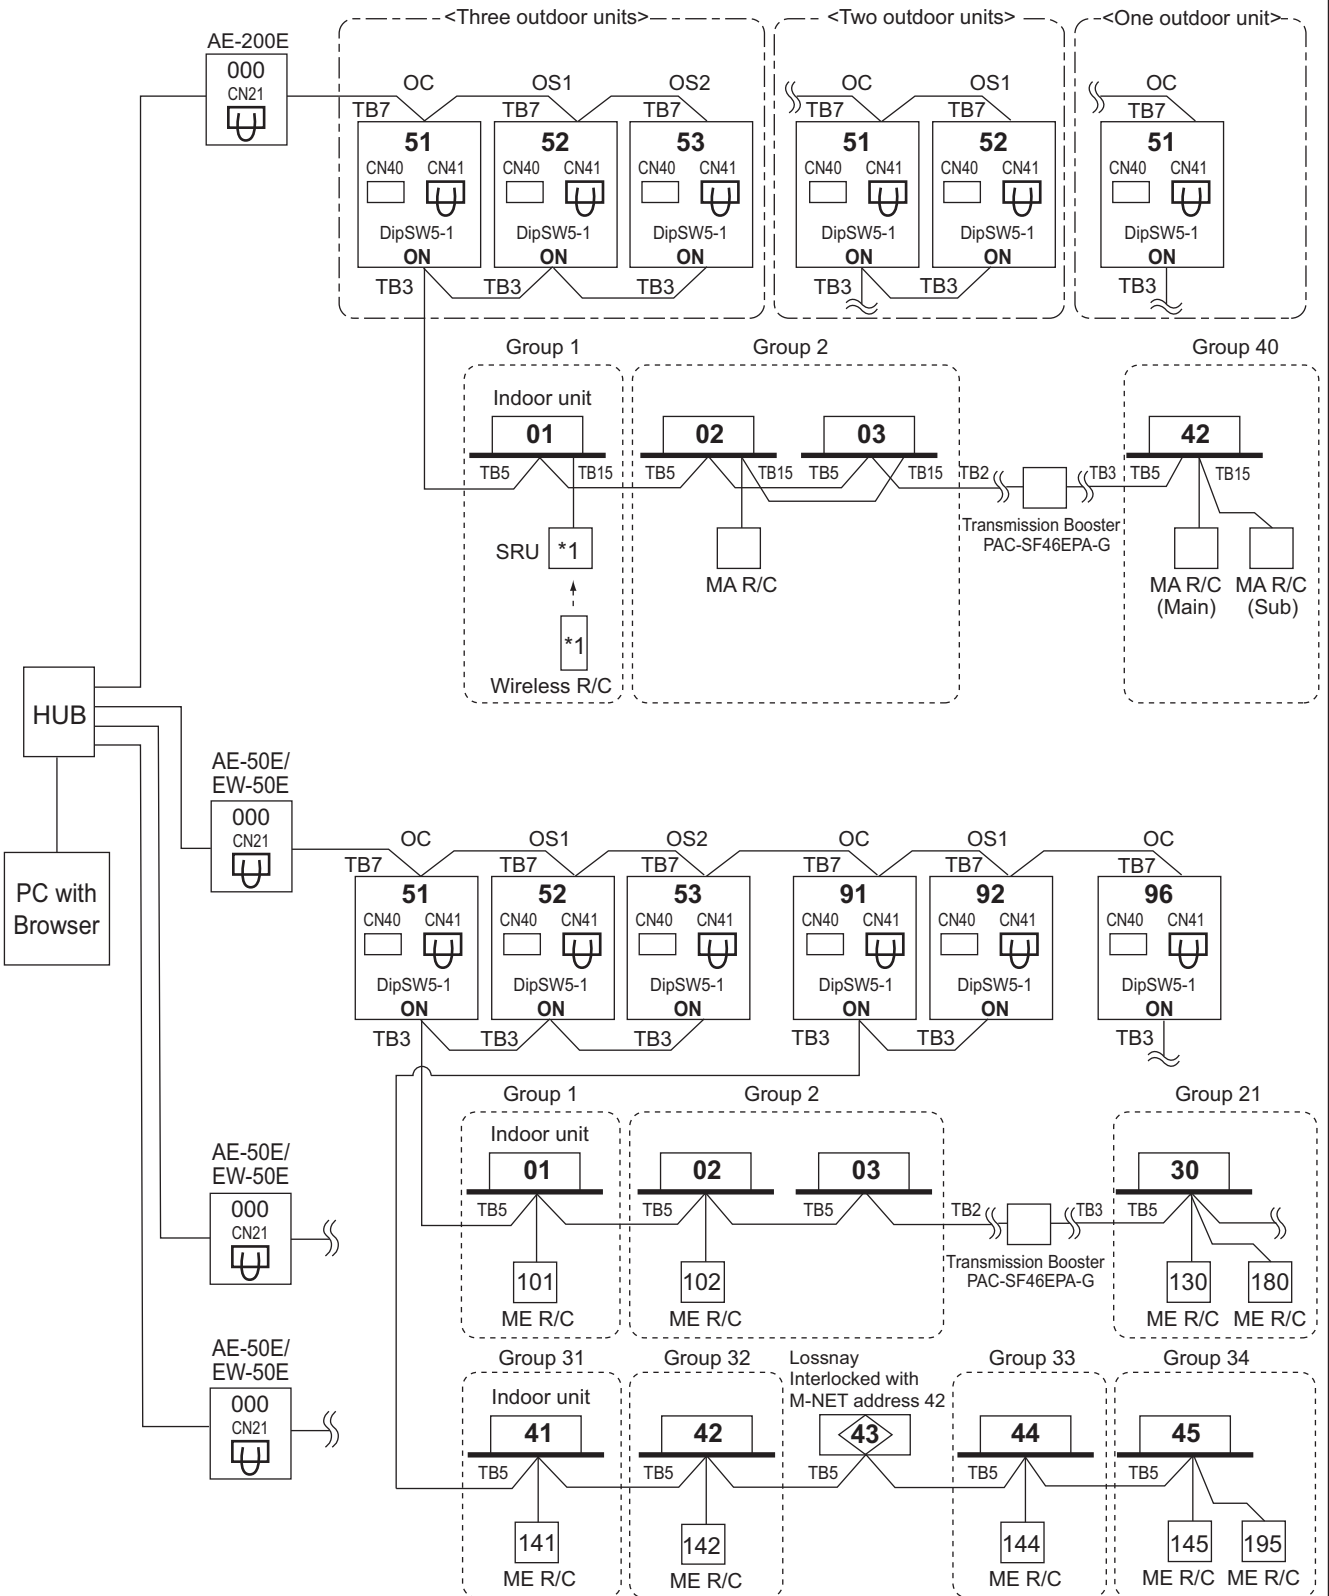 <Three outdoor units>
<Two outdoor units>
<One outdoor unit>
AE-200E
000
CN21
OC OS1 OS2 OC OS1 OC
TB7 TB7 TB7 TB7 TB7 TB7
51 52 53 51 52 51
CN40 CN41 CN40 CN41 CN40 CN41 CN40 CN41 CN40 CN41 CN40 CN41
DipSW5-1 DipSW5-1 DipSW5-1 DipSW5-1 DipSW5-1 DipSW5-1
ON ON ON ON ON ON
TB3 TB3 TB3 TB3 TB3 TB3
Group 1 Group 2 Group 40
Indoor unit
01 02 03 42
TB5 TB15 TB5 TB15 TB5 TB15 TB2 TB3 TB5 TB15
Transmission Booster
PAC-SF46EPA-G
SRU *1
MA R/C
MA R/C
(Main)
MA R/C
(Sub)
*1
Wireless R/C
HUB
PC with
Browser
AE-50E/
EW-50E
000
CN21
OC OS1 OS2 OC OS1 OC
TB7 TB7 TB7 TB7 TB7 TB7
51 52 53 91 92 96
CN40 CN41 CN40 CN41 CN40 CN41 CN40 CN41 CN40 CN41 CN40 CN41
DipSW5-1 DipSW5-1 DipSW5-1 DipSW5-1 DipSW5-1 DipSW5-1
ON ON ON ON ON ON
TB3 TB3 TB3 TB3 TB3 TB3
Group 1 Group 2 Group 21
Indoor unit
01 02 03 30
TB5 TB5 TB5 TB2 TB3 TB5
Transmission Booster
PAC-SF46EPA-G
101 102 130 180
ME R/C ME R/C ME R/C ME R/C
AE-50E/
EW-50E
000
CN21
AE-50E/
EW-50E
000
CN21
Group 31 Group 32
Lossnay
Interlocked with
M-NET address 42
Group 33 Group 34
Indoor unit
41 42 43 44 45
TB5 TB5 TB5 TB5 TB5
141 142 144 145 195
ME R/C ME R/C ME R/C ME R/C ME R/C